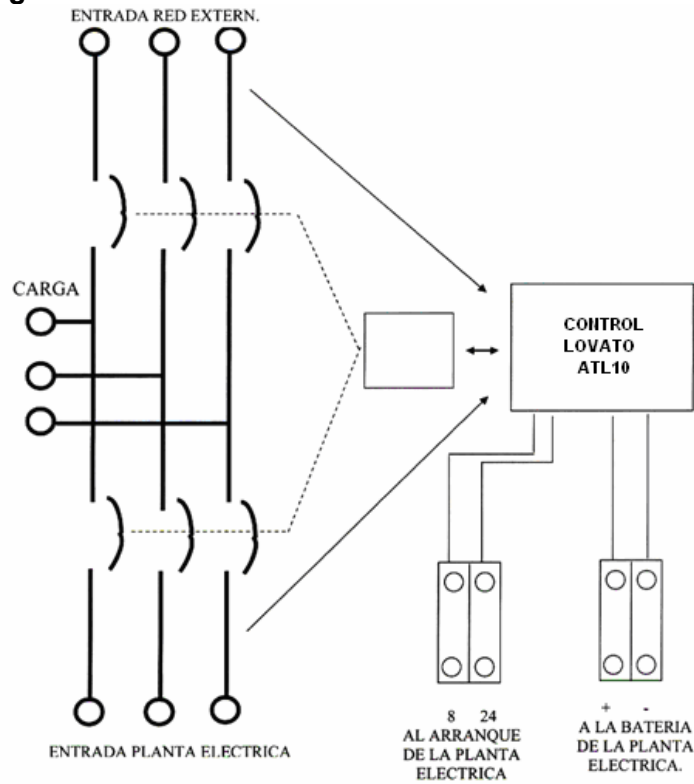 g
ENTRADA RED EXTERN.
CARGA
CONTROL
LOVATO
ATL10
8 24
AL ARRANQUE
DE LA PLANTA
ELECTRICA
+ -
A LA BATERIA
DE LA PLANTA
ELECTRICA.
ENTRADA PLANTA ELECTRICA